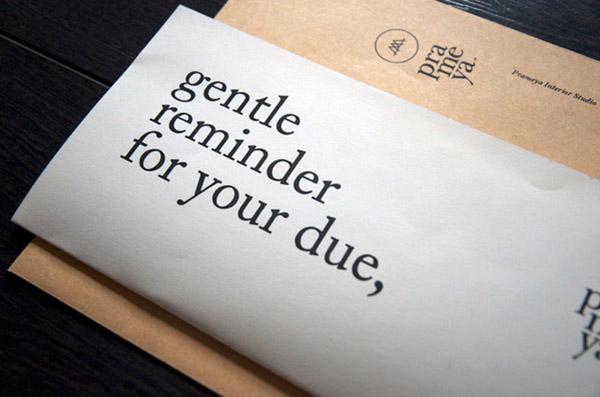 pra
me
ya.
Prameya Interior Studio
gentle
reminder
for your due,